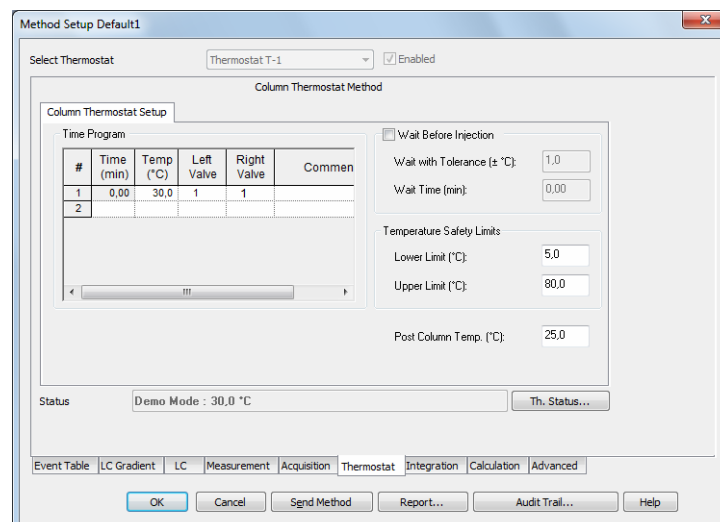 Method Setup Default1
x
Select Thermostat
Thermostat T-1
Enabled
Column Thermostat Method
Column Thermostat Setup
Time Program
# Time (min) Temp (°C) Left Valve Right Valve Commen
1 0,00 30,0 1 1
2
Wait Before Injection
Wait with Tolerance (± °C): 1,0
Wait Time (min): 0,00
Temperature Safety Limits
Lower Limit (°C): 5,0
Upper Limit (°C): 80,0
Post Column Temp. (°C): 25,0
Status Demo Mode : 30,0 °C Th. Status...
Event Table LC Gradient LC Measurement Acquisition Thermostat Integration Calculation Advanced
OK Cancel Send Method Report... Audit Trail... Help